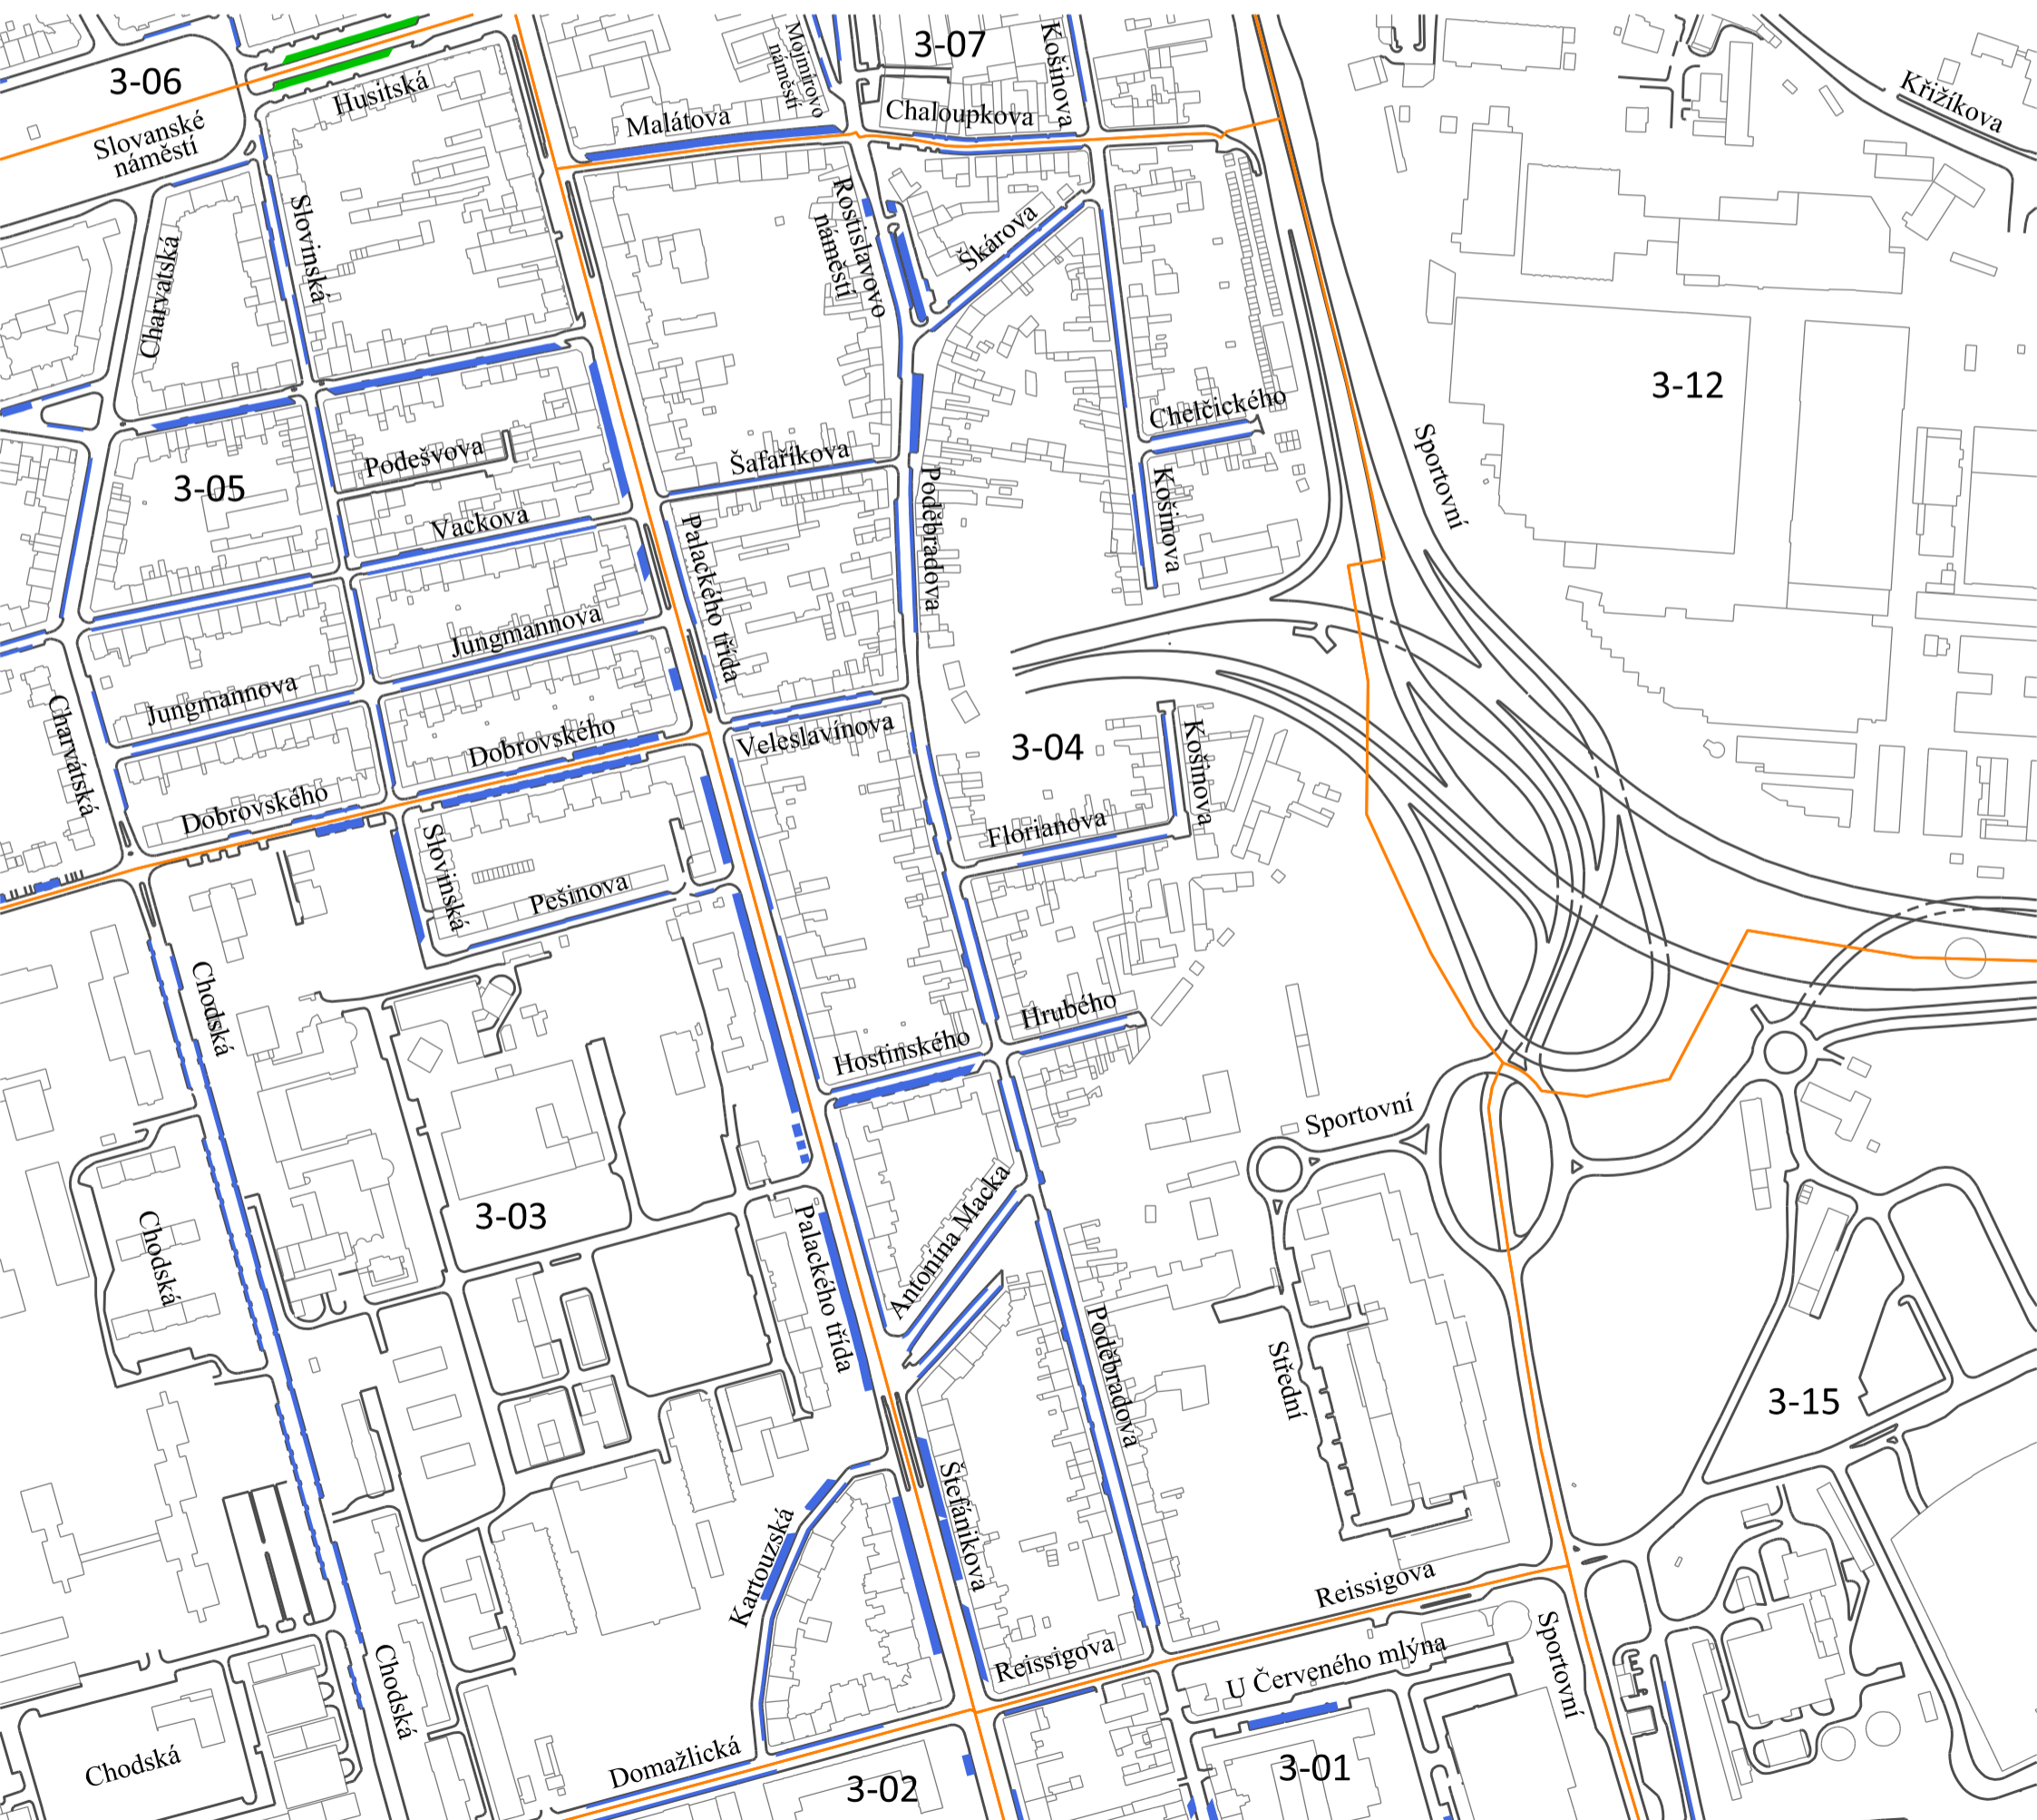 3-06
Slovanské
náměstí
Husitská
Malátova
Mojmírovo
náměstí
3-07
Chaloupkova
Košinova
Křižíkova
Charvatská
Slovinská
Rostislavovo
náměstí
Škárova
3-12
Chelčického
Sportovní
3-05
Podešvova
Vackova
Šafaříkova
Palackého třída
Poděbradova
Košinova
Jungmannova
Jungmannova
Charvatská
Veleslavínova
3-04
Košinova
Dobrovského
Dobrovského
Florianova
Slovinská
Pešinova
Chodská
Hostinského
Hrubého
Sportovní
3-03
Chodská
Palackého třída
Antonína Macka
Poděbradova
Střední
3-15
Štefánikova
Kartouzská
Reissigova
Reissigova
U Červeného mlýna
Sportovní
Chodská
Chodská
Domažlická
3-02
3-01